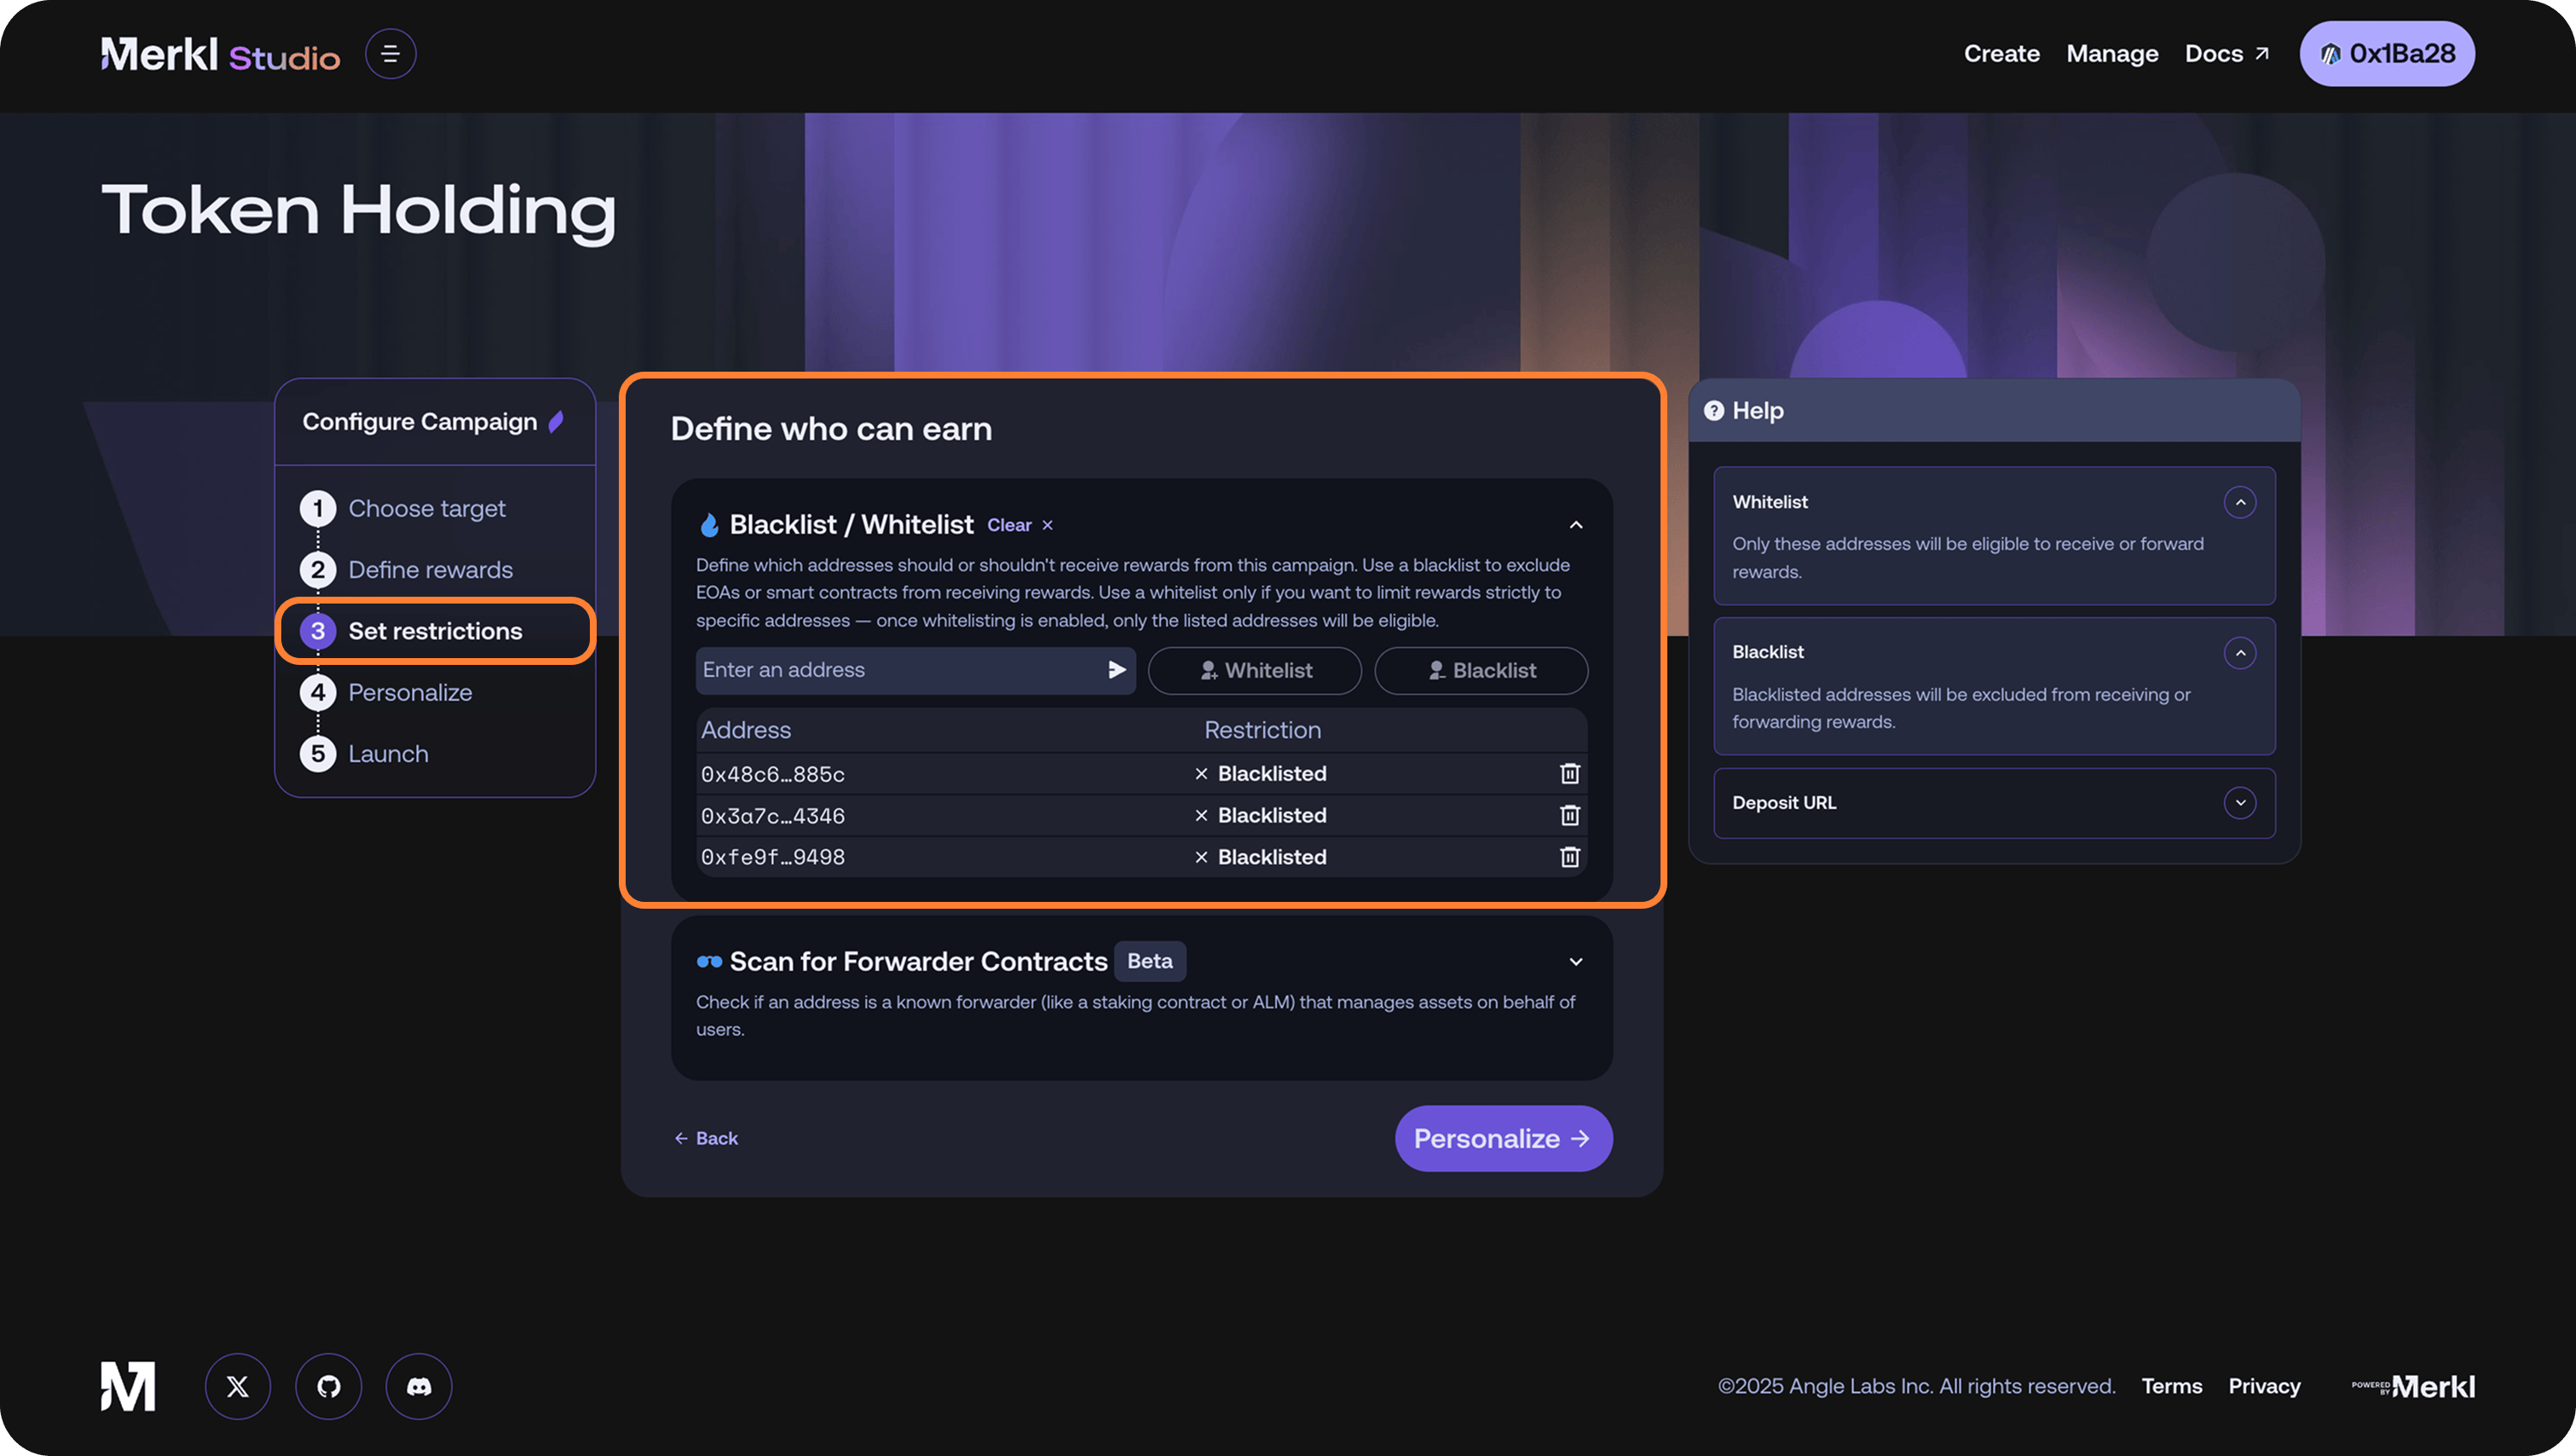 Merkl Studio
Create
Manage
Docs
0x1Ba28
Token Holding
Configure Campaign
1 Choose target
2 Define rewards
3 Set restrictions
4 Personalize
5 Launch
Define who can earn
Blacklist / Whitelist Clear ×
Define which addresses should or shouldn't receive rewards from this campaign. Use a blacklist to exclude
EOAs or smart contracts from receiving rewards. Use a whitelist only if you want to limit rewards strictly to
specific addresses — once whitelisting is enabled, only the listed addresses will be eligible.
Enter an address
Whitelist
Blacklist
Address Restriction
0x48c6…885c × Blacklisted
0x3a7c…4346 × Blacklisted
0xfe9f…9498 × Blacklisted
Scan for Forwarder Contracts Beta
Check if an address is a known forwarder (like a staking contract or ALM) that manages assets on behalf of
users.
← Back
Personalize →
? Help
Whitelist
Only these addresses will be eligible to receive or forward
rewards.
Blacklist
Blacklisted addresses will be excluded from receiving or
forwarding rewards.
Deposit URL
©2025 Angle Labs Inc. All rights reserved.
Terms
Privacy
POWERED BY Merkl